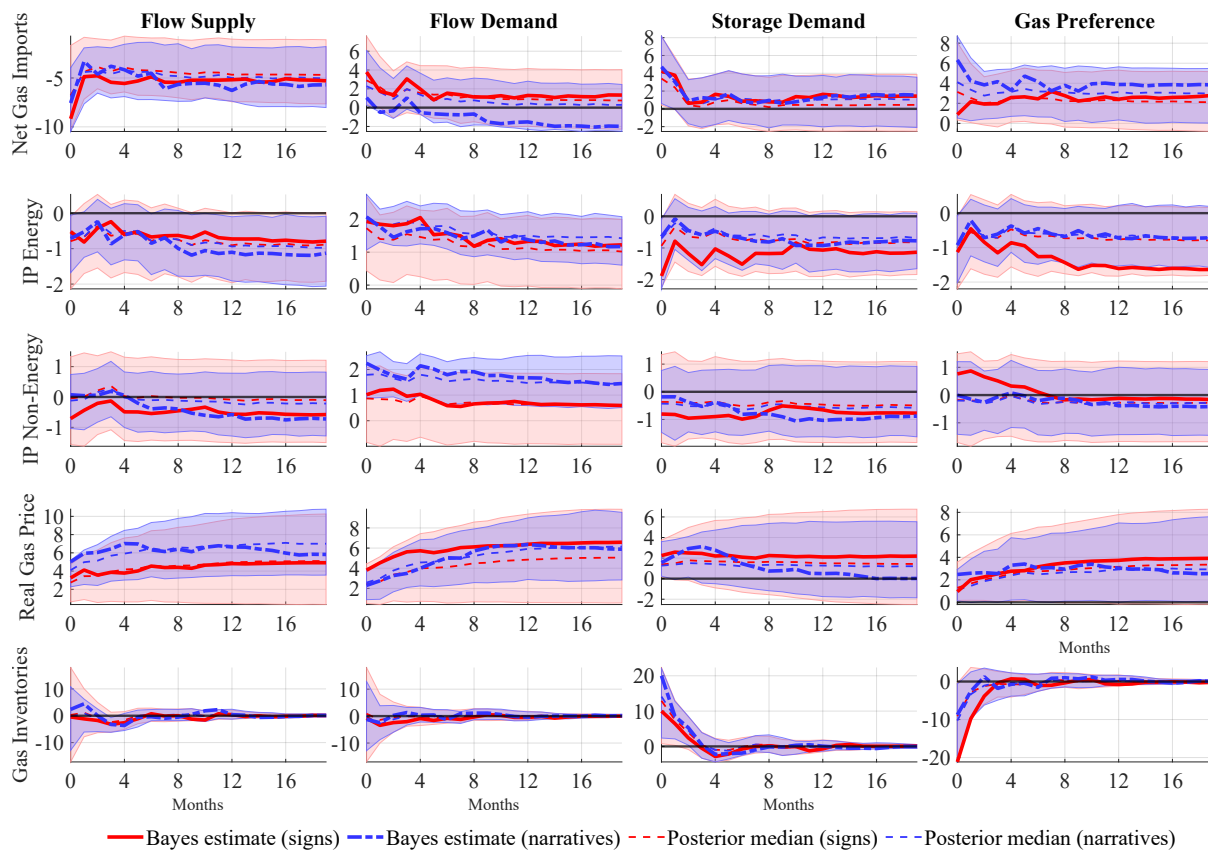 Flow Supply Flow Demand Storage Demand Gas Preference
Net Gas Imports
-5
-10
0 4 8 12 16
6
4
2
0
-2
0 4 8 12 16
8
6
4
2
0
-2
0 4 8 12 16
8
6
4
2
0
0 4 8 12 16
IP Energy
0
-1
-2
0 4 8 12 16
2
1
0
0 4 8 12 16
0
-1
-2
0 4 8 12 16
0
-1
-2
0 4 8 12 16
IP Non-Energy
1
0
-1
0 4 8 12 16
2
1
0
0 4 8 12 16
1
0
-1
0 4 8 12 16
1
0
-1
0 4 8 12 16
Real Gas Price
10
8
6
4
2
0 4 8 12 16
8
6
4
2
0 4 8 12 16
6
4
2
0
-2
0 4 8 12 16
8
6
4
2
0
0 4 8 12 16
Months
Gas Inventories
10
0
-10
0 4 8 12 16
Months
10
0
-10
0 4 8 12 16
20
10
0
0 4 8 12 16
Months
0
-10
-20
0 4 8 12 16
Bayes estimate (signs) Bayes estimate (narratives) Posterior median (signs) Posterior median (narratives)